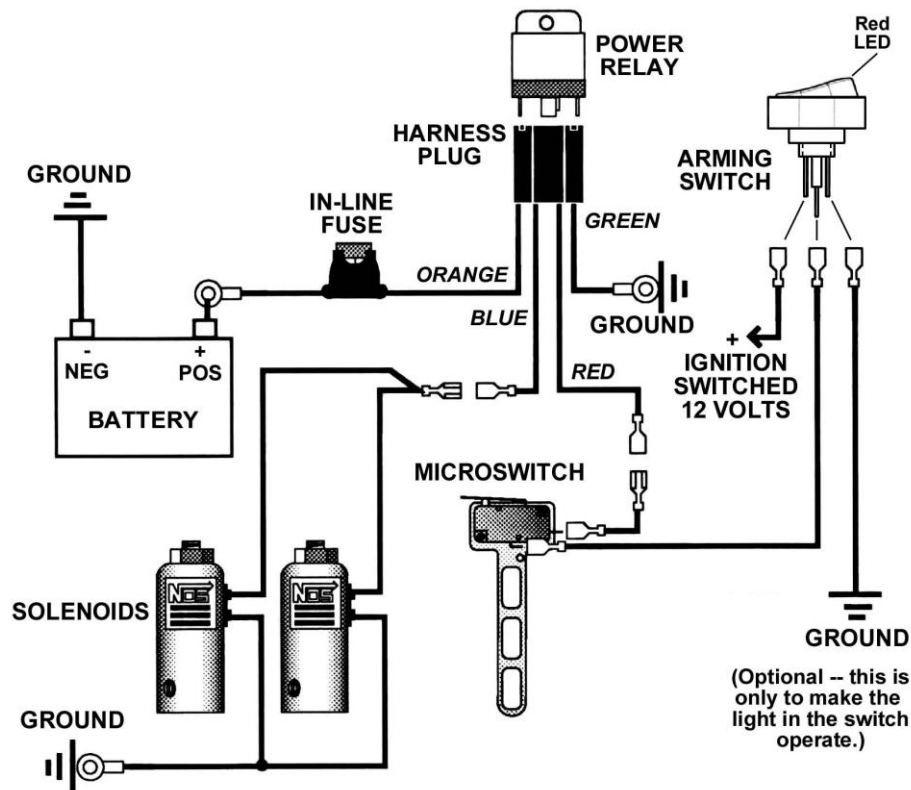 POWER
RELAY
Red
LED
HARNESS
PLUG
ARMING
SWITCH
GROUND
IN-LINE
FUSE
GREEN
ORANGE
GROUND
BLUE
+
IGNITION
SWITCHED
12 VOLTS
- +
NEG POS
BATTERY
RED
MICROSWITCH
SOLENOIDS
NOS
NOS
GROUND
(Optional -- this is
only to make the
light in the switch
operate.)
GROUND